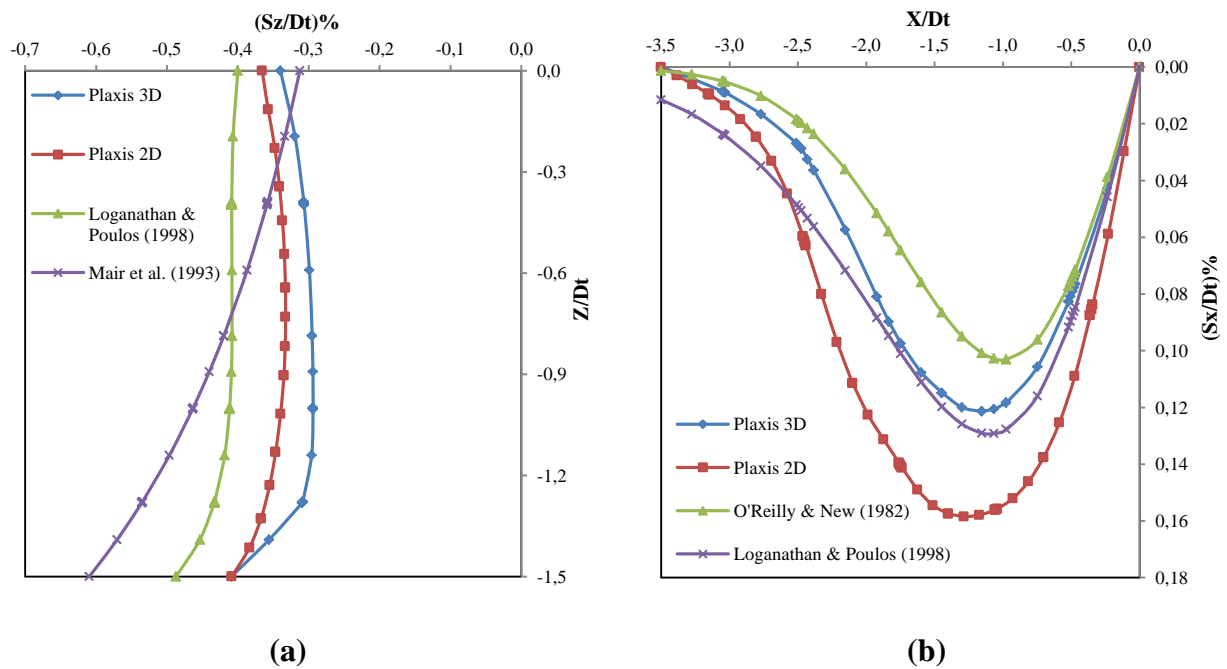 (Sz/Dt)%
-0,7 -0,6 -0,5 -0,4 -0,3 -0,2 -0,1 0,0
0,0
-0,3
-0,6
-0,9
-1,2
-1,5
Z/Dt
Plaxis 3D
Plaxis 2D
Loganathan &
Poulos (1998)
Mair et al. (1993)
(a)
X/Dt
-3,5 -3,0 -2,5 -2,0 -1,5 -1,0 -0,5 0,0
0,00
0,02
0,04
0,06
0,08
0,10
0,12
0,14
0,16
0,18
(Sx/Dt)%
Plaxis 3D
Plaxis 2D
O'Reilly & New (1982)
Loganathan & Poulos (1998)
(b)